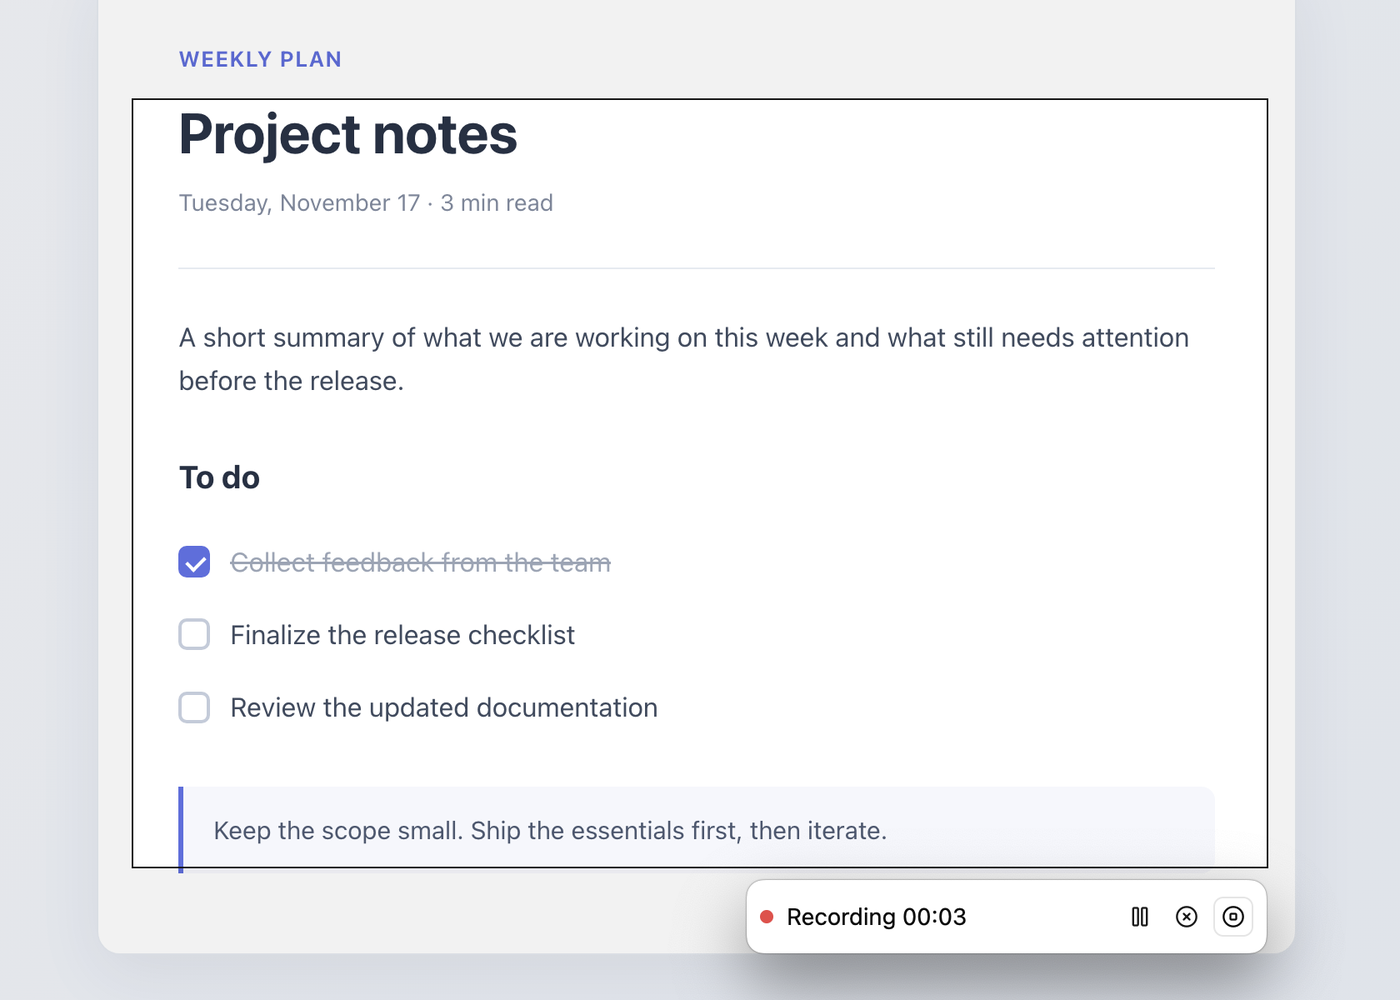 WEEKLY PLAN
Project notes
Tuesday, November 17 · 3 min read
A short summary of what we are working on this week and what still needs attention
before the release.
To do
Collect feedback from the team
Finalize the release checklist
Review the updated documentation
Keep the scope small. Ship the essentials first, then iterate.
Recording 00:03